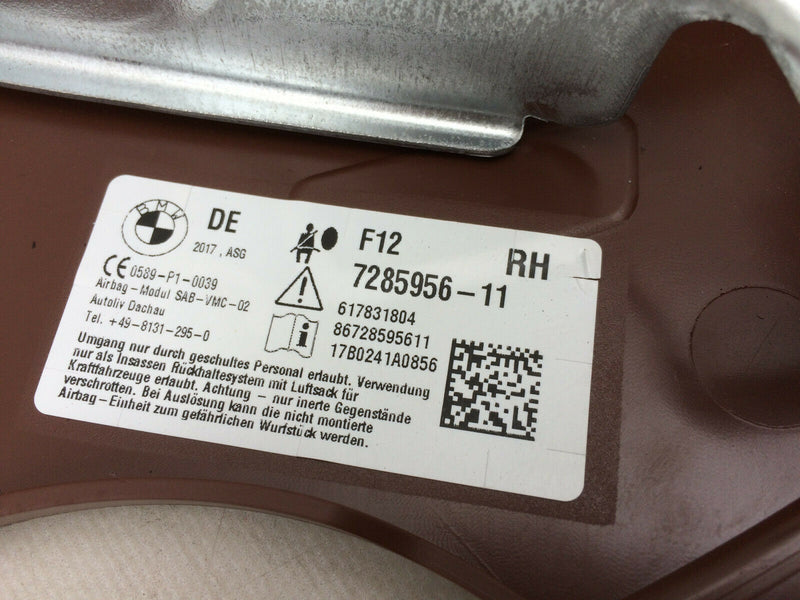 BMW
DE
2017 , ASG
CE 0589-P1-0039
Airbag-Modul SAB-VMC-02
Autoliv Dachau
Tel. +49-8131-295-0
F12
RH
7285956-11
617831804
86728595611
17B0241A0856
Umgang nur durch geschultes Personal erlaubt. Verwendung
nur als Insassen Rückhaltesystem mit Luftsack für
Kraftfahrzeuge erlaubt. Achtung - nur inerte Gegenstände
verschrotten. Bei Auslösung kann die nicht montierte
Airbag-Einheit zum gefährlichen Wurfstück werden.